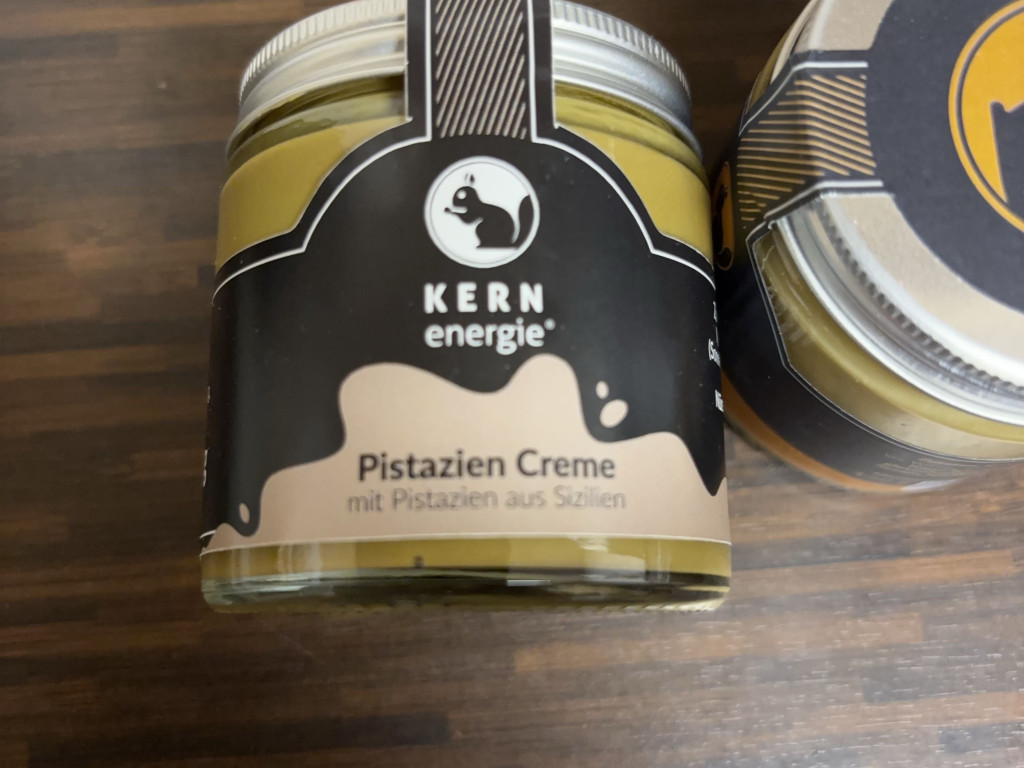 KERN
energie®
Pistazien Creme
mit Pistazien aus Sizilien